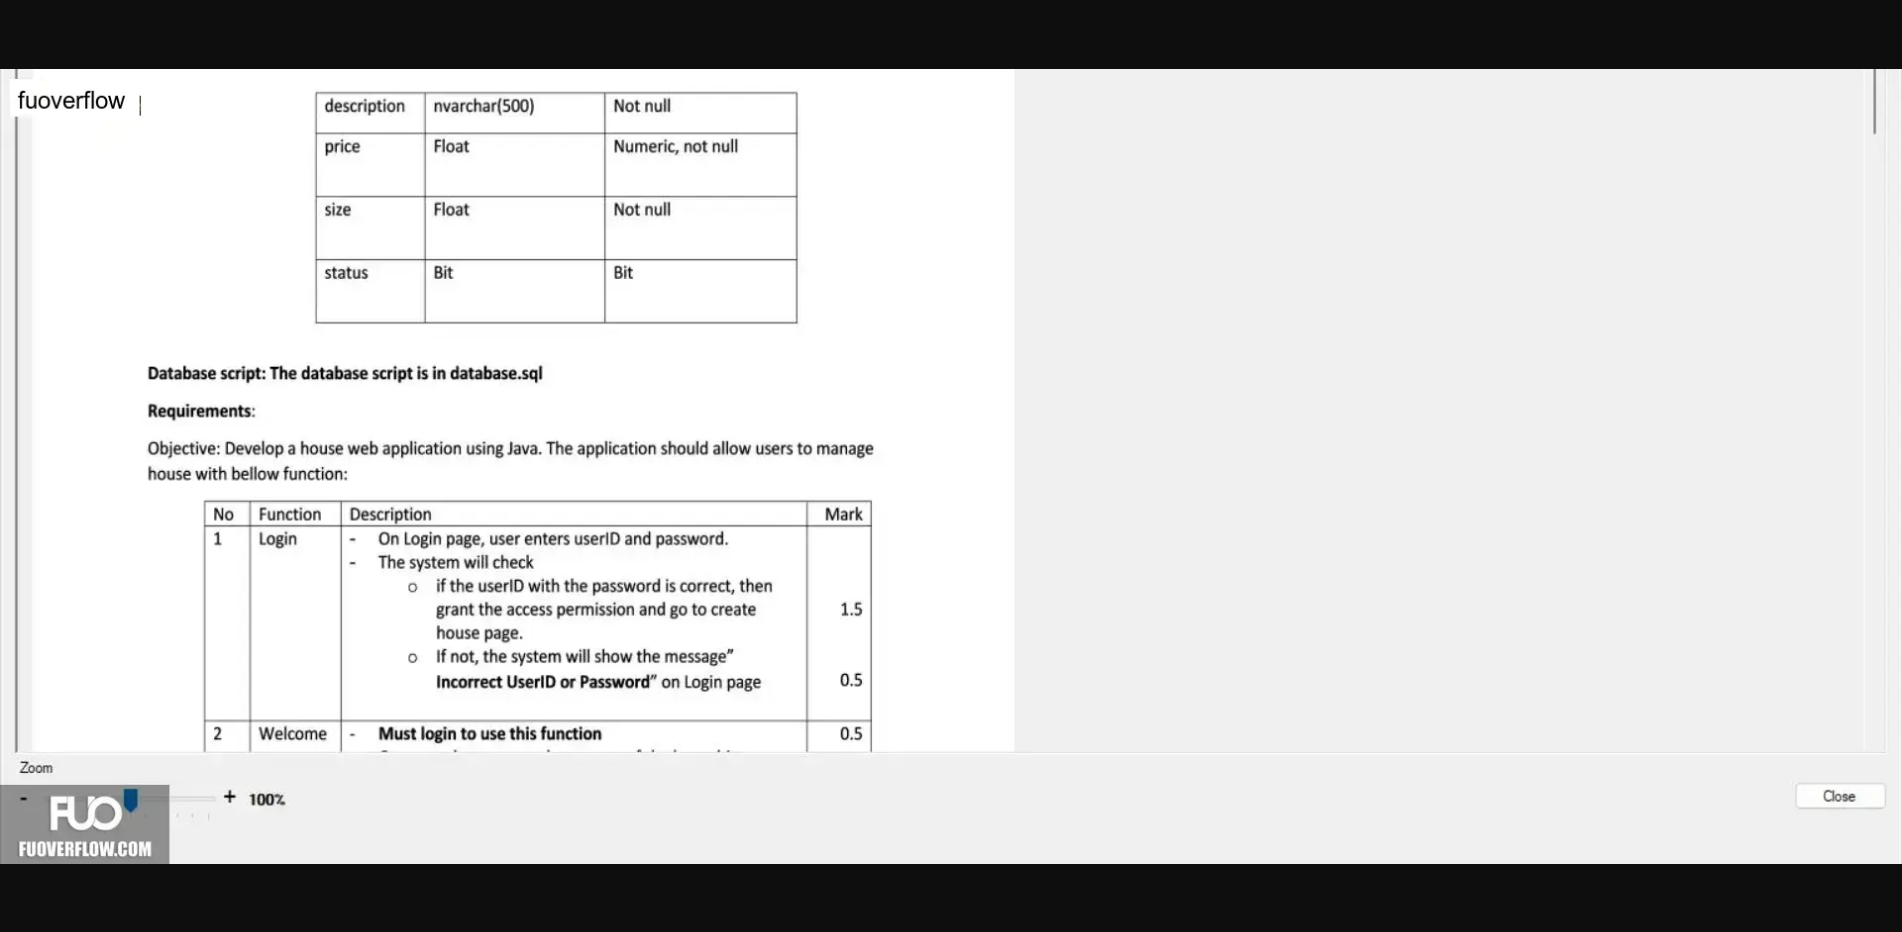 fuoverflow
description nvarchar(500) Not null
price Float Numeric, not null
size Float Not null
status Bit Bit
Database script: The database script is in database.sql
Requirements:
Objective: Develop a house web application using Java. The application should allow users to manage
house with bellow function:
No Function Description Mark
1 Login - On Login page, user enters userID and password.
- The system will check
o if the userID with the password is correct, then
grant the access permission and go to create 1.5
house page.
o If not, the system will show the message”
Incorrect UserID or Password” on Login page 0.5
2 Welcome - Must login to use this function 0.5
Zoom
- + 100%
Close
FUO
FUOVERFLOW.COM